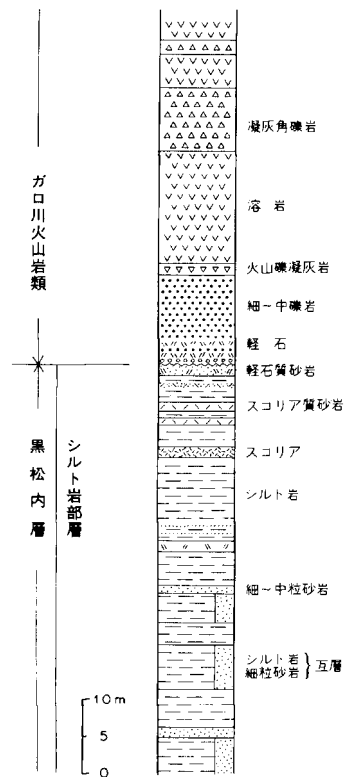 ガロ川火山岩類
黒松内層
シルト岩部層
凝灰角礫岩
溶岩
火山礫凝灰岩
細~中礫岩
軽石
軽石質砂岩
スコリア質砂岩
スコリア
シルト岩
細~中粒砂岩
シルト岩
細粒砂岩
互層
10m
5
0